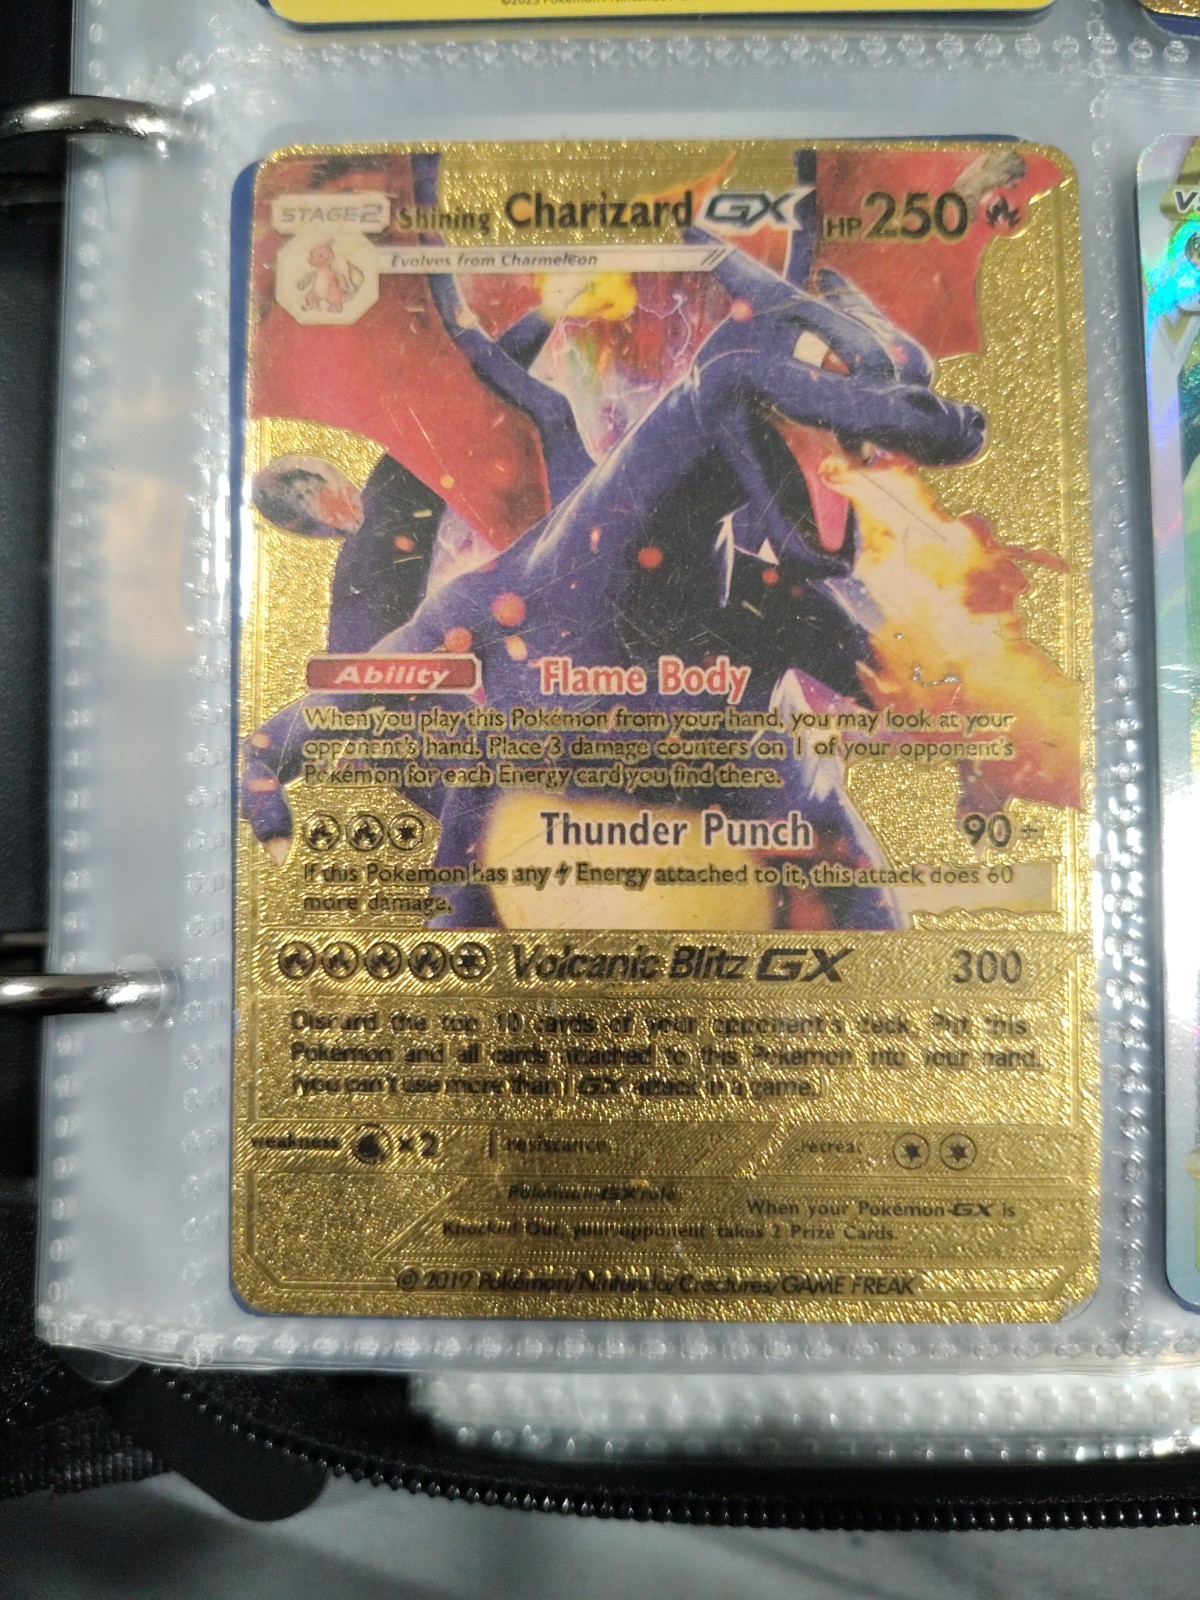 ©2023 Pokémon / Nintendo
STAGE2 Shining Charizard GX HP 250
Evolves from Charmeleon
Ability Flame Body
When you play this Pokémon from your hand, you may look at your
opponent's hand. Place 3 damage counters on 1 of your opponent's
Pokémon for each Energy card you find there.
Thunder Punch 90+
If this Pokemon has any Energy attached to it, this attack does 60
more damage.
Volcanic Blitz GX 300
Discard the top 10 cards of your opponent's deck. Put this
Pokemon and all cards attached to this Pokemon into your hand.
(you can't use more than 1 GX attack in a game.)
weakness ×2 resistance retreat
Pokémon-GX rule When your Pokémon-GX is
Knocked Out, your opponent takes 2 Prize Cards.
© 2019 Pokémon/Nintendo/Creatures/GAME FREAK